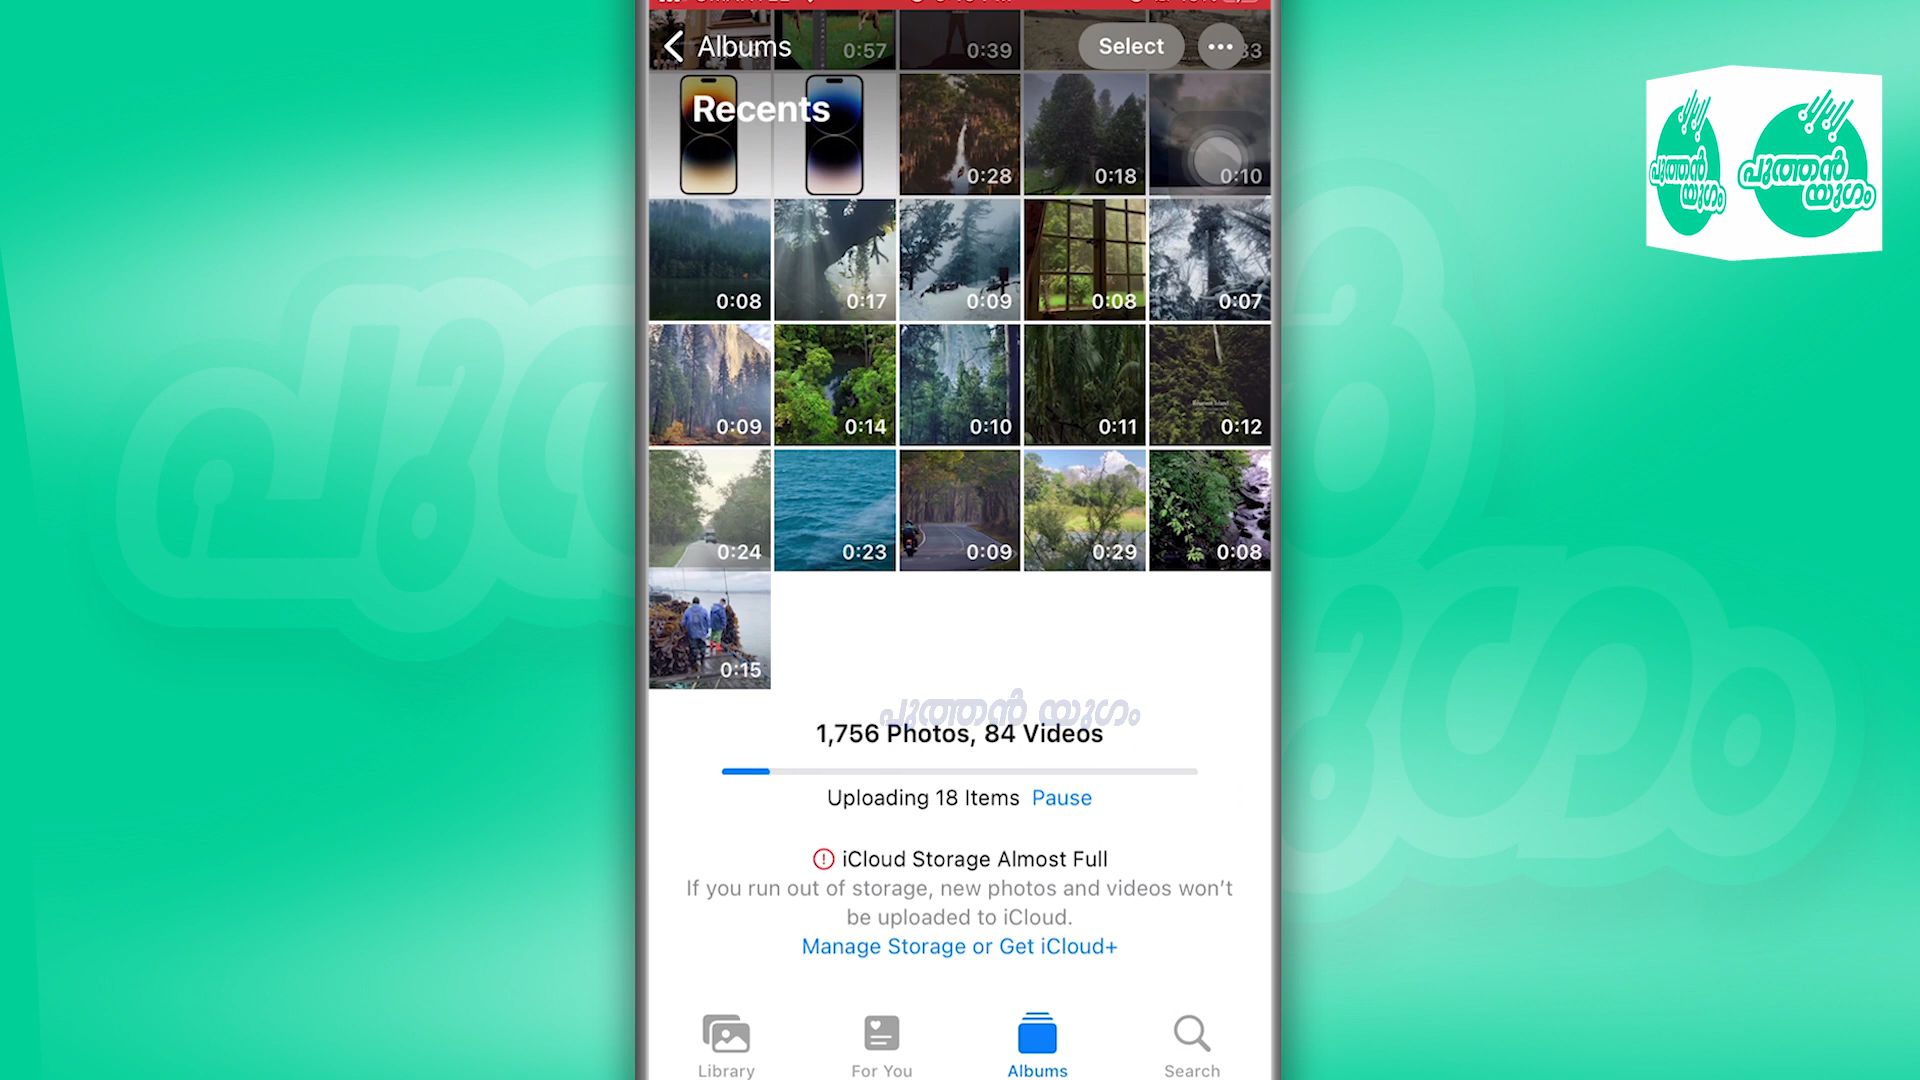 Albums
Select
0:57
0:39
33
Recents
0:28
0:18
0:10
0:08
0:17
0:09
0:08
0:07
0:09
0:14
0:10
0:11
0:12
0:24
0:23
0:09
0:29
0:08
0:15
പുത്തൻ യുഗം
1,756 Photos, 84 Videos
Uploading 18 Items Pause
iCloud Storage Almost Full
If you run out of storage, new photos and videos won't
be uploaded to iCloud.
Manage Storage or Get iCloud+
Library
For You
Albums
Search
പുത്തൻ
യുഗം
പുത്തൻ
യുഗം